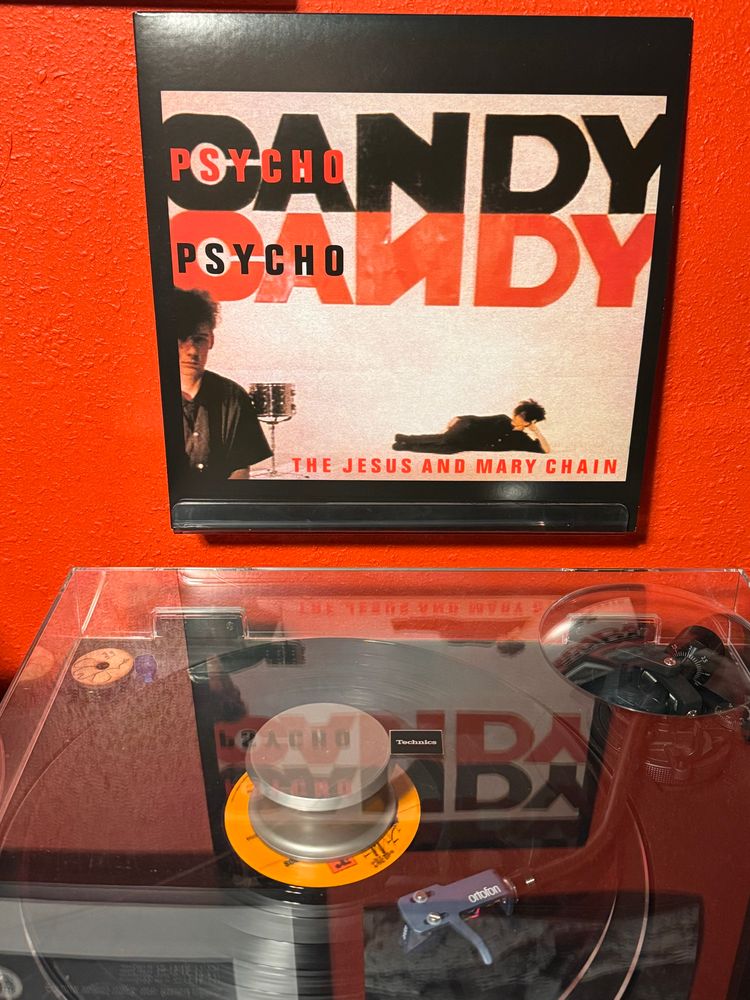 CANDY
PSYCHO
CANDY
PSYCHO
THE JESUS AND MARY CHAIN
Technics
ortofon